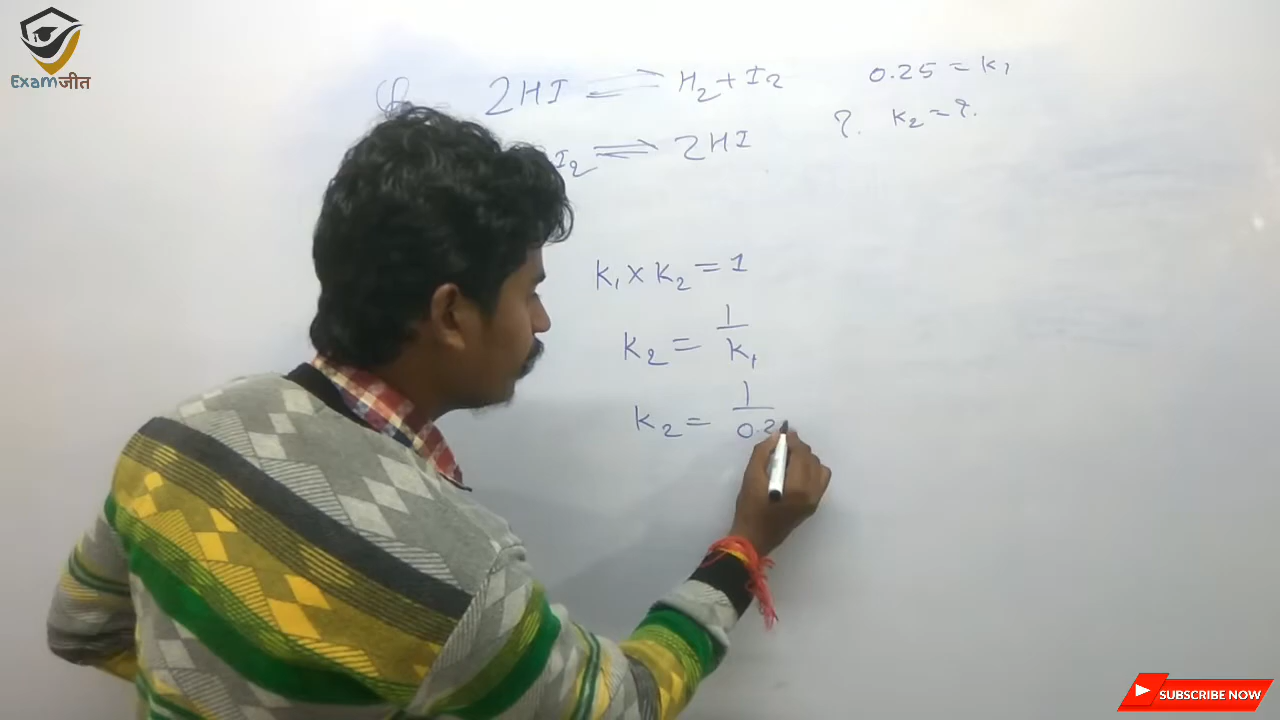 Examजीत
Q 2HI ⇌ H₂ + I₂ 0.25 = K₁
I₂ ⇌ 2HI ?. K₂ = ?.
K₁ × K₂ = 1
K₂ = 1/K₁
K₂ = 1/0.2
SUBSCRIBE NOW